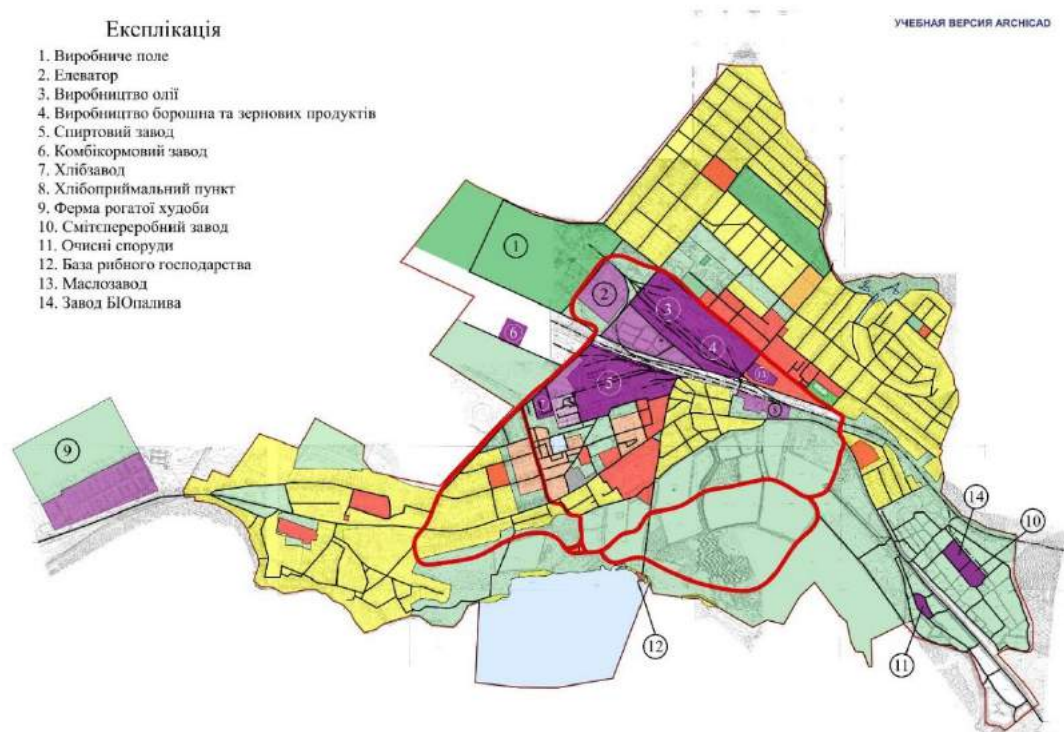 УЧЕБНАЯ ВЕРСИЯ ARCHICAD
Експлікація
1. Виробниче поле
2. Елеватор
3. Виробництво олії
4. Виробництво борошна та зернових продуктів
5. Спиртовий завод
6. Комбікормовий завод
7. Хлібзавод
8. Хлібоприймальний пункт
9. Ферма рогатої худоби
10. Смітєпереробний завод
11. Очисні споруди
12. База рибного господарства
13. Маслозавод
14. Завод БІОпалива
1
2
3
6
4
5
13
7
8
9
14
10
12
11